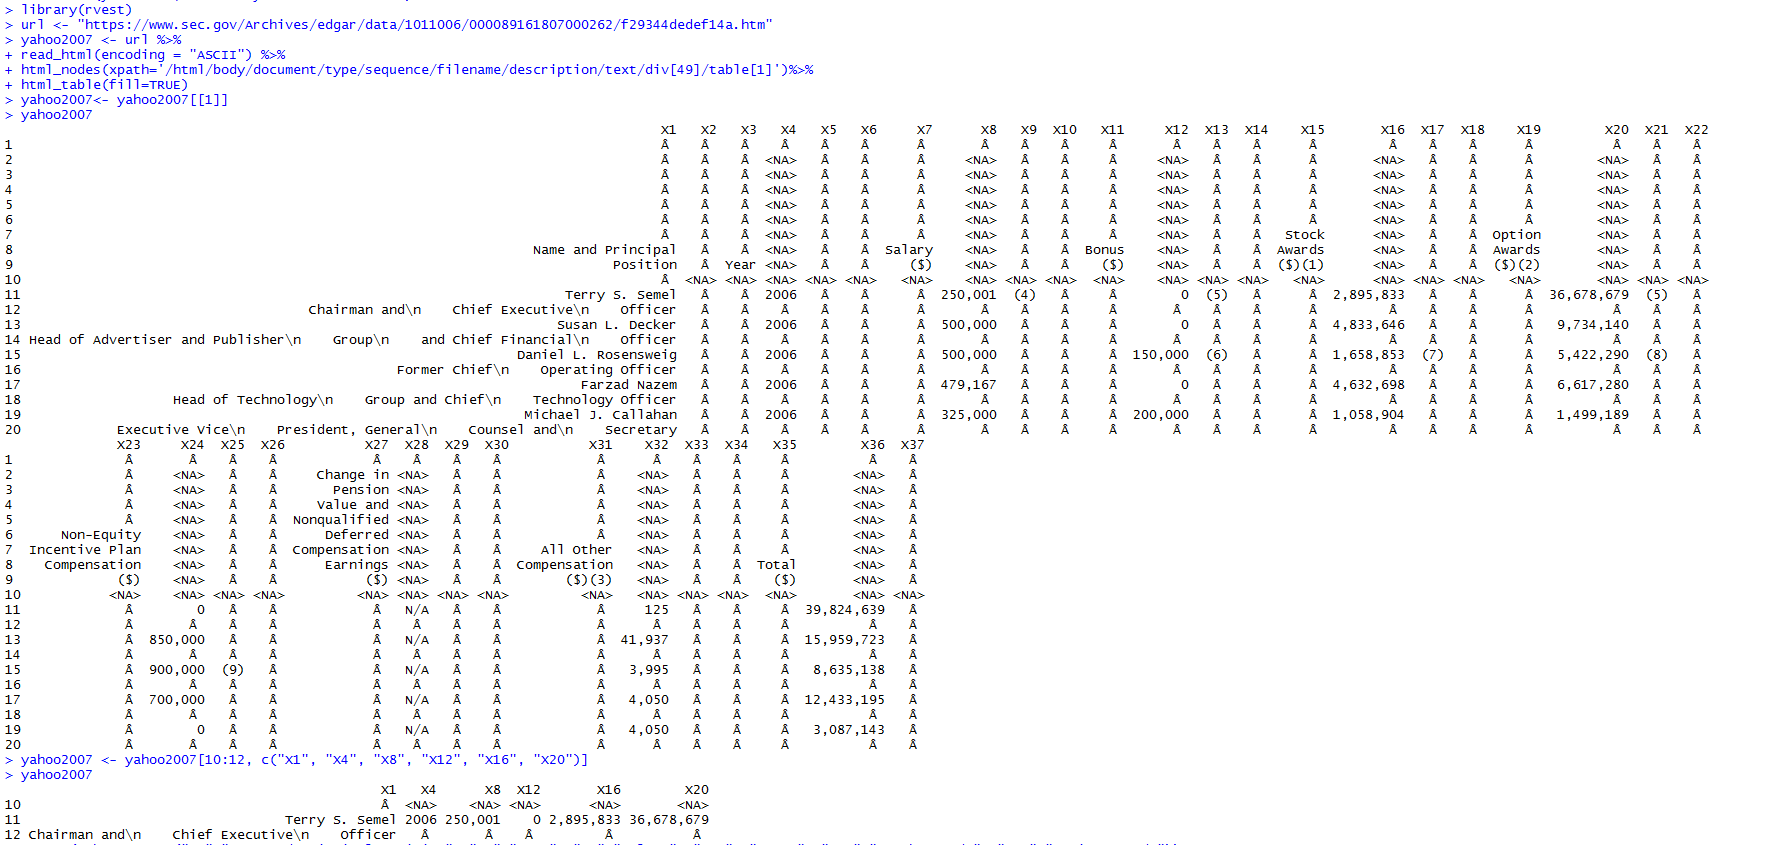 > library(rvest)
> url <- "https://www.sec.gov/Archives/edgar/data/1011006/000089161807000262/f29344dedef14a.htm"
> yahoo2007 <- url %>%
+ read_html(encoding = "ASCII") %>%
+ html_nodes(xpath='/html/body/document/type/sequence/filename/description/text/div[49]/table[1]')%>%
+ html_table(fill=TRUE)
> yahoo2007<- yahoo2007[[1]]
> yahoo2007
X1 X2 X3 X4 X5 X6 X7 X8 X9 X10 X11 X12 X13 X14 X15 X16 X17 X18 X19 X20 X21 X22
1 Â Â Â Â Â Â Â Â Â Â Â Â Â Â Â Â Â Â Â Â Â Â
2 Â Â Â <NA> Â Â Â <NA> Â Â Â <NA> Â Â Â <NA> Â Â Â <NA> Â Â
3 Â Â Â <NA> Â Â Â <NA> Â Â Â <NA> Â Â Â <NA> Â Â Â <NA> Â Â
4 Â Â Â <NA> Â Â Â <NA> Â Â Â <NA> Â Â Â <NA> Â Â Â <NA> Â Â
5 Â Â Â <NA> Â Â Â <NA> Â Â Â <NA> Â Â Â <NA> Â Â Â <NA> Â Â
6 Â Â Â <NA> Â Â Â <NA> Â Â Â <NA> Â Â Â <NA> Â Â Â <NA> Â Â
7 Â Â Â <NA> Â Â Â <NA> Â Â Â <NA> Â Â Stock <NA> Â Â Option <NA> Â Â
8 Name and Principal Â Â <NA> Â Â Salary <NA> Â Â Bonus <NA> Â Â Awards <NA> Â Â Awards <NA> Â Â
9 Position Â Year <NA> Â Â ($) <NA> Â Â ($) <NA> Â Â ($)(1) <NA> Â Â ($)(2) <NA> Â Â
10 Â <NA> <NA> <NA> <NA> <NA> <NA> <NA> <NA> <NA> <NA> <NA> <NA> <NA> <NA> <NA> <NA> <NA> <NA> <NA> <NA> <NA>
11 Terry S. Semel Â Â 2006 Â Â Â 250,001 (4) Â Â 0 (5) Â Â 2,895,833 Â Â Â 36,678,679 (5) Â
12 Chairman and\n Chief Executive\n Officer Â Â Â Â Â Â Â Â Â Â Â Â Â Â Â Â Â Â Â Â Â
13 Susan L. Decker Â Â 2006 Â Â Â 500,000 Â Â Â 0 Â Â Â 4,833,646 Â Â Â 9,734,140 Â Â
14 Head of Advertiser and Publisher\n Group\n and Chief Financial\n Officer Â Â Â Â Â Â Â Â Â Â Â Â Â Â Â Â Â Â Â Â Â
15 Daniel L. Rosensweig Â Â 2006 Â Â Â 500,000 Â Â Â 150,000 (6) Â Â 1,658,853 (7) Â Â 5,422,290 (8) Â
16 Former Chief\n Operating Officer Â Â Â Â Â Â Â Â Â Â Â Â Â Â Â Â Â Â Â Â Â
17 Farzad Nazem Â Â 2006 Â Â Â 479,167 Â Â Â 0 Â Â Â 4,632,698 Â Â Â 6,617,280 Â Â
18 Head of Technology\n Group and Chief\n Technology Officer Â Â Â Â Â Â Â Â Â Â Â Â Â Â Â Â Â Â Â Â Â
19 Michael J. Callahan Â Â 2006 Â Â Â 325,000 Â Â Â 200,000 Â Â Â 1,058,904 Â Â Â 1,499,189 Â Â
20 Executive Vice\n President, General\n Counsel and\n Secretary Â Â Â Â Â Â Â Â Â Â Â Â Â Â Â Â Â Â Â Â Â
X23 X24 X25 X26 X27 X28 X29 X30 X31 X32 X33 X34 X35 X36 X37
1 Â Â Â Â Â Â Â Â Â Â Â Â Â Â Â
2 Â <NA> Â Â Change in <NA> Â Â Â <NA> Â Â Â <NA> Â
3 Â <NA> Â Â Pension <NA> Â Â Â <NA> Â Â Â <NA> Â
4 Â <NA> Â Â Value and <NA> Â Â Â <NA> Â Â Â <NA> Â
5 Â <NA> Â Â Nonqualified <NA> Â Â Â <NA> Â Â Â <NA> Â
6 Non-Equity <NA> Â Â Deferred <NA> Â Â Â <NA> Â Â Â <NA> Â
7 Incentive Plan <NA> Â Â Compensation <NA> Â Â All Other <NA> Â Â Â <NA> Â
8 Compensation <NA> Â Â Earnings <NA> Â Â Compensation <NA> Â Â Total <NA> Â
9 ($) <NA> Â Â ($) <NA> Â Â ($)(3) <NA> Â Â ($) <NA> Â
10 <NA> <NA> <NA> <NA> <NA> <NA> <NA> <NA> <NA> <NA> <NA> <NA> <NA> <NA> <NA>
11 Â 0 Â Â Â N/A Â Â Â 125 Â Â Â 39,824,639 Â
12 Â Â Â Â Â Â Â Â Â Â Â Â Â Â Â
13 Â 850,000 Â Â Â N/A Â Â Â 41,937 Â Â Â 15,959,723 Â
14 Â Â Â Â Â Â Â Â Â Â Â Â Â Â Â
15 Â 900,000 (9) Â Â N/A Â Â Â 3,995 Â Â Â 8,635,138 Â
16 Â Â Â Â Â Â Â Â Â Â Â Â Â Â Â
17 Â 700,000 Â Â Â N/A Â Â Â 4,050 Â Â Â 12,433,195 Â
18 Â Â Â Â Â Â Â Â Â Â Â Â Â Â Â
19 Â 0 Â Â Â N/A Â Â Â 4,050 Â Â Â 3,087,143 Â
20 Â Â Â Â Â Â Â Â Â Â Â Â Â Â Â
> yahoo2007 <- yahoo2007[10:12, c("X1", "X4", "X8", "X12", "X16", "X20")]
> yahoo2007
X1 X4 X8 X12 X16 X20
10 Â <NA> <NA> <NA> <NA> <NA>
11 Terry S. Semel 2006 250,001 0 2,895,833 36,678,679
12 Chairman and\n Chief Executive\n Officer Â Â Â Â Â